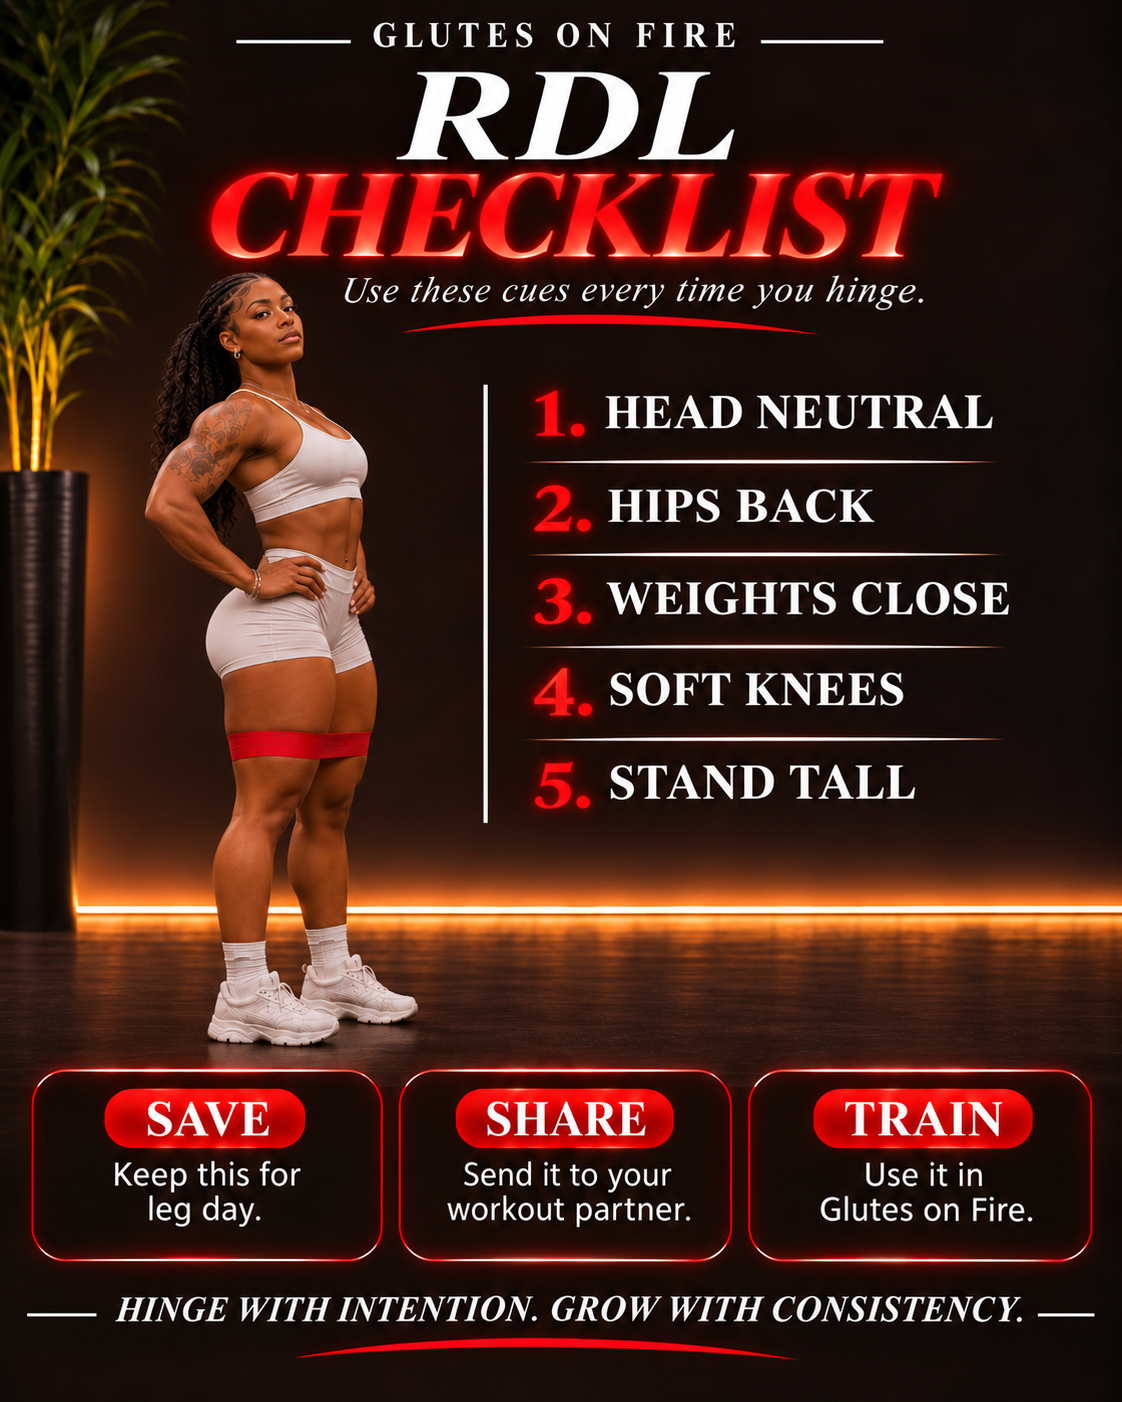 GLUTES ON FIRE
RDL
CHECKLIST
Use these cues every time you hinge.
1. HEAD NEUTRAL
2. HIPS BACK
3. WEIGHTS CLOSE
4. SOFT KNEES
5. STAND TALL
SAVE
Keep this for
leg day.
SHARE
Send it to your
workout partner.
TRAIN
Use it in
Glutes on Fire.
HINGE WITH INTENTION. GROW WITH CONSISTENCY.